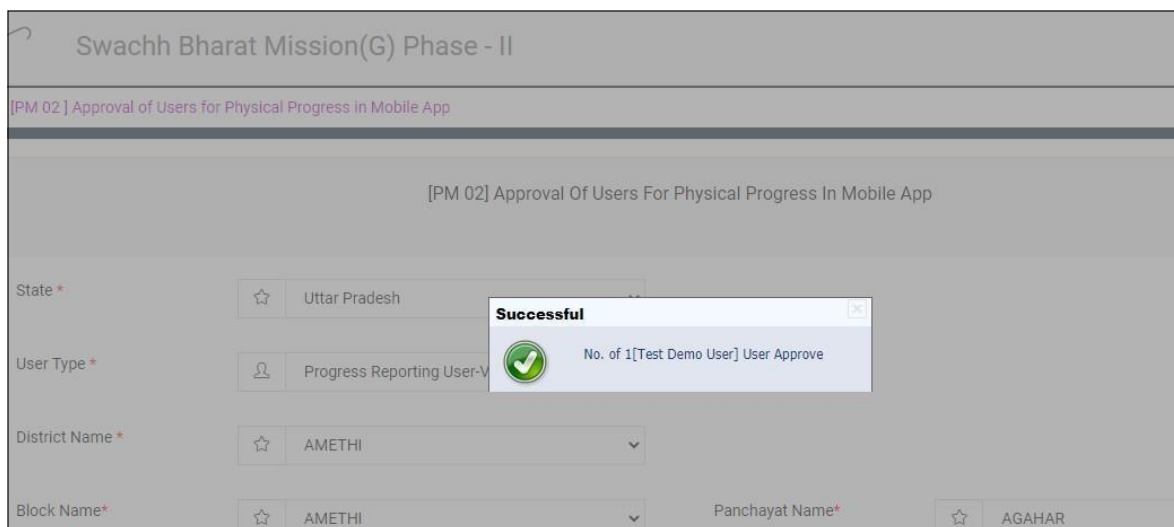 Swachh Bharat Mission(G) Phase - II
[PM 02 ] Approval of Users for Physical Progress in Mobile App
[PM 02] Approval Of Users For Physical Progress In Mobile App
State *
Uttar Pradesh
Successful
No. of 1[Test Demo User] User Approve
User Type *
Progress Reporting User-V
District Name *
AMETHI
Block Name*
AMETHI
Panchayat Name*
AGAHAR